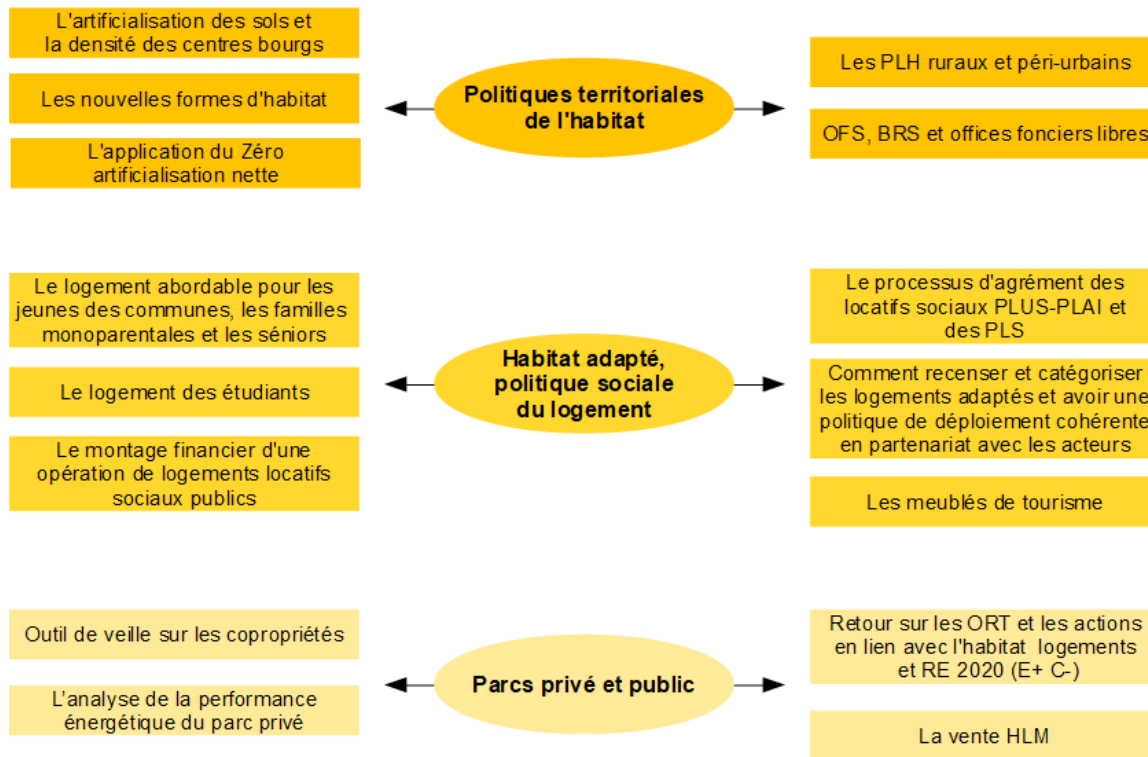 L'artificialisation des sols et
la densité des centres bourgs
Les nouvelles formes d'habitat
L'application du Zéro
artificialisation nette
Politiques territoriales
de l'habitat
Les PLH ruraux et péri-urbains
OFS, BRS et offices fonciers libres
Le logement abordable pour les
jeunes des communes, les familles
monoparentales et les séniors
Le logement des étudiants
Le montage financier d'une
opération de logements locatifs
sociaux publics
Habitat adapté,
politique sociale
du logement
Le processus d'agrément des
locatifs sociaux PLUS-PLAI et
des PLS
Comment recenser et catégoriser
les logements adaptés et avoir une
politique de déploiement cohérente
en partenariat avec les acteurs
Les meublés de tourisme
Outil de veille sur les copropriétés
L’analyse de la performance
énergétique du parc privé
Parcs privé et public
Retour sur les ORT et les actions
en lien avec l'habitat logements
et RE 2020 (E+ C-)
La vente HLM